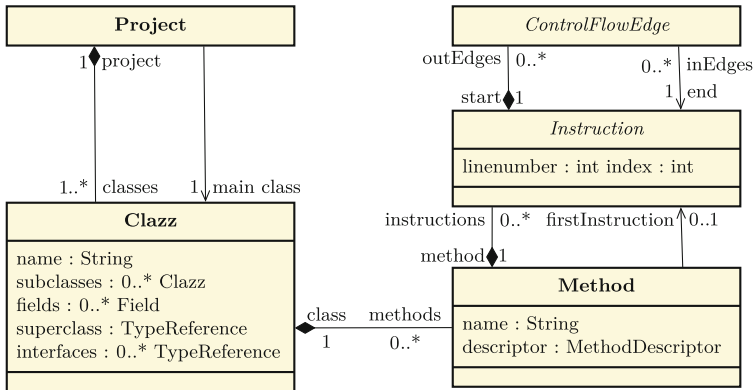 Project
1
project
1..*
classes
1
main class
Clazz
name : String
subclasses : 0..* Clazz
fields : 0..* Field
superclass : TypeReference
interfaces : 0..* TypeReference
class
methods
1
0..*
ControlFlowEdge
outEdges
0..*
0..*
inEdges
start
1
1
end
Instruction
linenumber : int index : int
instructions
0..*
firstInstruction
0..1
method
1
Method
name : String
descriptor : MethodDescriptor